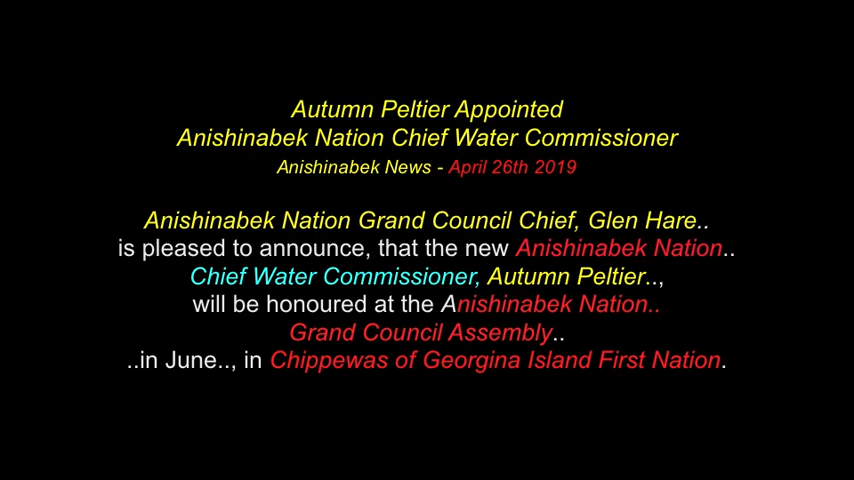 Autumn Peltier Appointed
Anishinabek Nation Chief Water Commissioner
Anishinabek News - April 26th 2019
Anishinabek Nation Grand Council Chief, Glen Hare..
is pleased to announce, that the new Anishinabek Nation..
Chief Water Commissioner, Autumn Peltier..,
will be honoured at the Anishinabek Nation..
Grand Council Assembly..
..in June.., in Chippewas of Georgina Island First Nation.